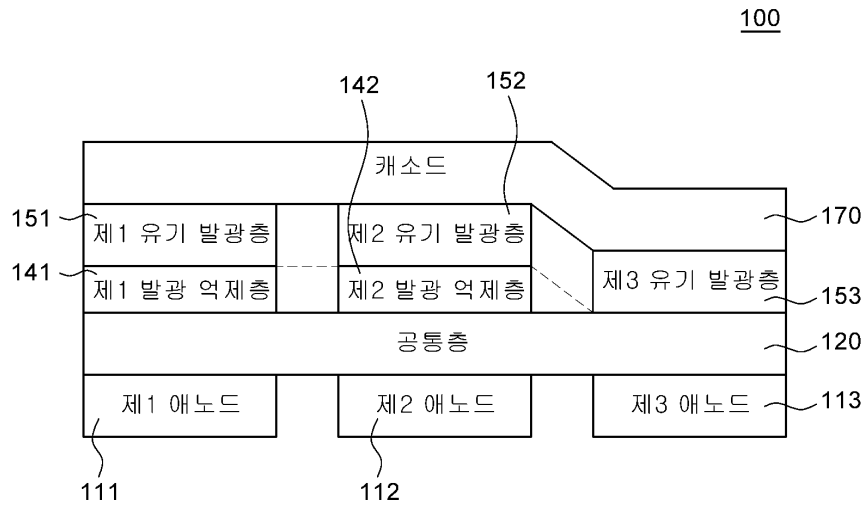 100
142
152
캐소드
151
제1 유기 발광층
제2 유기 발광층
170
141
제1 발광 억제층
제2 발광 억제층
제3 유기 발광층
153
공통층
120
제1 애노드
제2 애노드
제3 애노드
113
111
112